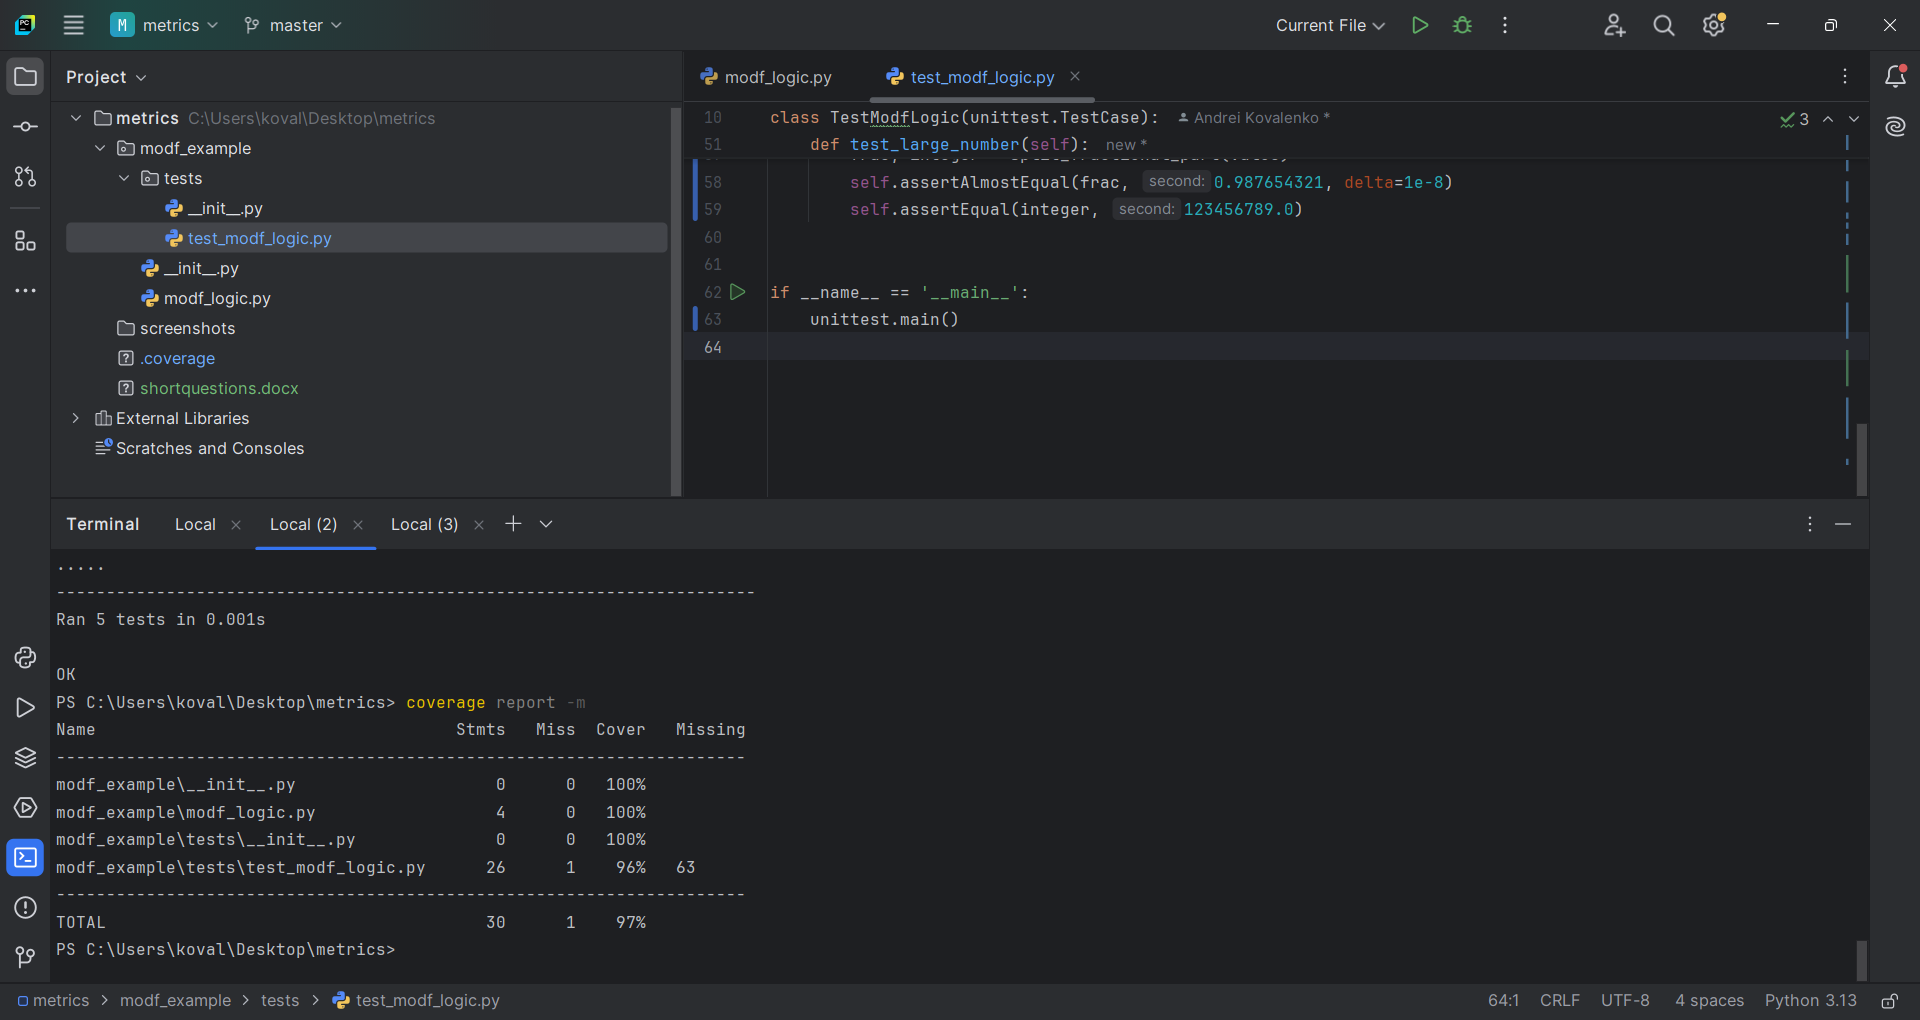 PC
M metrics
master
Current File
Project
metrics C:\Users\koval\Desktop\metrics
modf_example
tests
__init__.py
test_modf_logic.py
__init__.py
modf_logic.py
screenshots
.coverage
shortquestions.docx
External Libraries
Scratches and Consoles
modf_logic.py
test_modf_logic.py
10 class TestModfLogic(unittest.TestCase): Andrei Kovalenko *
3
51 def test_large_number(self): new *
58 self.assertAlmostEqual(frac, second: 0.987654321, delta=1e-8)
59 self.assertEqual(integer, second: 123456789.0)
60
61
62 if __name__ == '__main__':
63 unittest.main()
64
Terminal
Local
Local (2)
Local (3)
.....
----------------------------------------------------------------------
Ran 5 tests in 0.001s
OK
PS C:\Users\koval\Desktop\metrics> coverage report -m
Name Stmts Miss Cover Missing
---------------------------------------------------------------------
modf_example\__init__.py 0 0 100%
modf_example\modf_logic.py 4 0 100%
modf_example\tests\__init__.py 0 0 100%
modf_example\tests\test_modf_logic.py 26 1 96% 63
---------------------------------------------------------------------
TOTAL 30 1 97%
PS C:\Users\koval\Desktop\metrics>
metrics > modf_example > tests > test_modf_logic.py
64:1 CRLF UTF-8 4 spaces Python 3.13